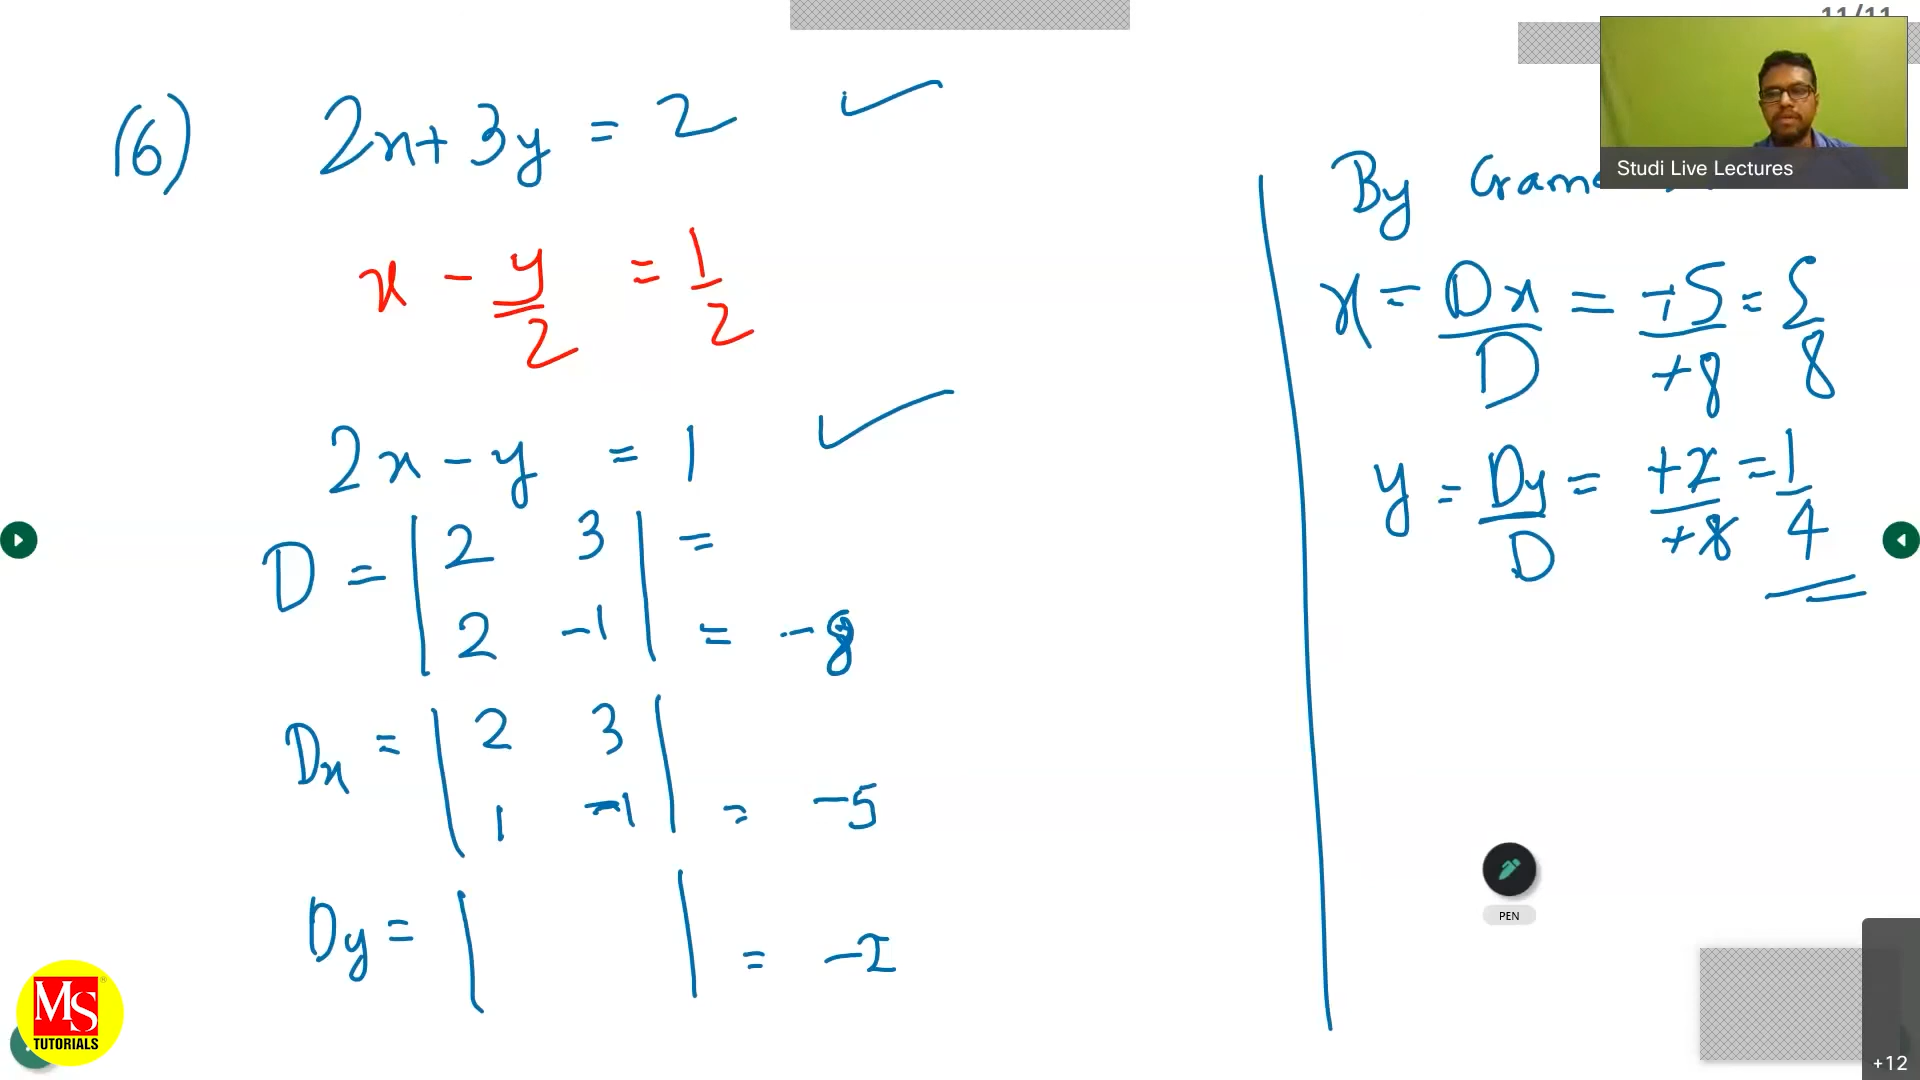 11/11
Studi Live Lectures
(6) 2x+3y = 2
x - y/2 = 1/2
2x - y = 1
D = | 2 3 | =
| 2 -1 | = -8
Dx = | 2 3 |
| 1 -1 | = -5
Dy = | | = -2
By
x = Dx/D = +5/+8 = 5/8
y = Dy/D = +2/+8 = 1/4
PEN
MS
TUTORIALS
+12